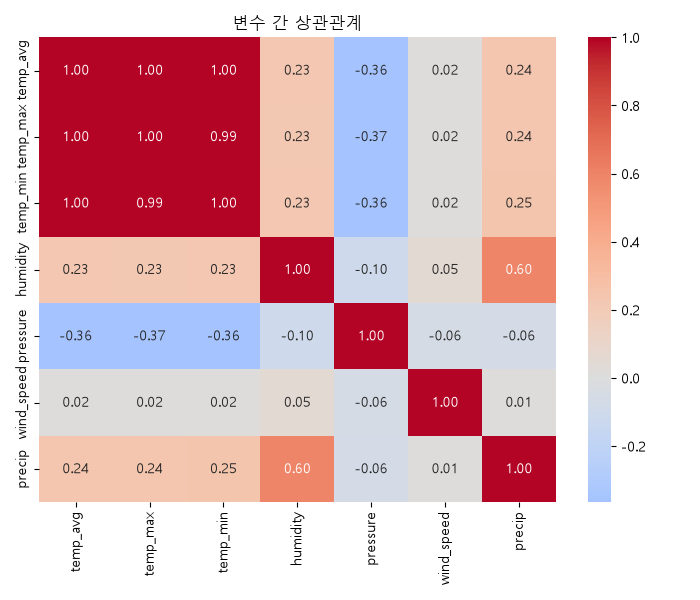 변수 간 상관관계
temp_avg 1.00 1.00 1.00 0.23 -0.36 0.02 0.24
temp_max 1.00 1.00 0.99 0.23 -0.37 0.02 0.24
temp_min 1.00 0.99 1.00 0.23 -0.36 0.02 0.25
humidity 0.23 0.23 0.23 1.00 -0.10 0.05 0.60
pressure -0.36 -0.37 -0.36 -0.10 1.00 -0.06 -0.06
wind_speed 0.02 0.02 0.02 0.05 -0.06 1.00 0.01
precip 0.24 0.24 0.25 0.60 -0.06 0.01 1.00
temp_avg temp_max temp_min humidity pressure wind_speed precip
1.0
0.8
0.6
0.4
0.2
0.0
-0.2